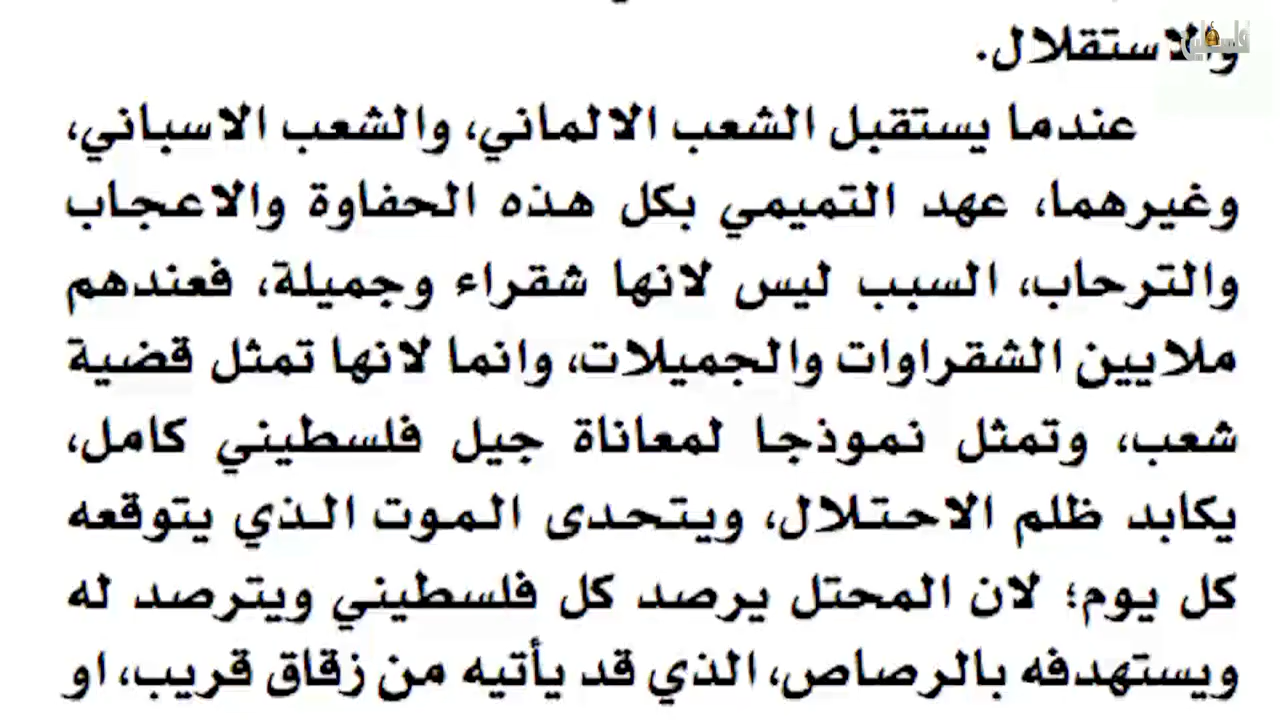 والاستقلال.
فلسطين
عندما يستقبل الشعب الالماني، والشعب الاسباني،
وغيرهما، عهد التميمي بكل هذه الحفاوة والاعجاب
والترحاب، السبب ليس لانها شقراء وجميلة، فعندهم
ملايين الشقراوات والجميلات، وانما لانها تمثل قضية
شعب، وتمثل نموذجا لمعاناة جيل فلسطيني كامل،
يكابد ظلم الاحتلال، ويتحدى الموت الذي يتوقعه
كل يوم؛ لان المحتل يرصد كل فلسطيني ويترصد له
ويستهدفه بالرصاص، الذي قد يأتيه من زقاق قريب، او